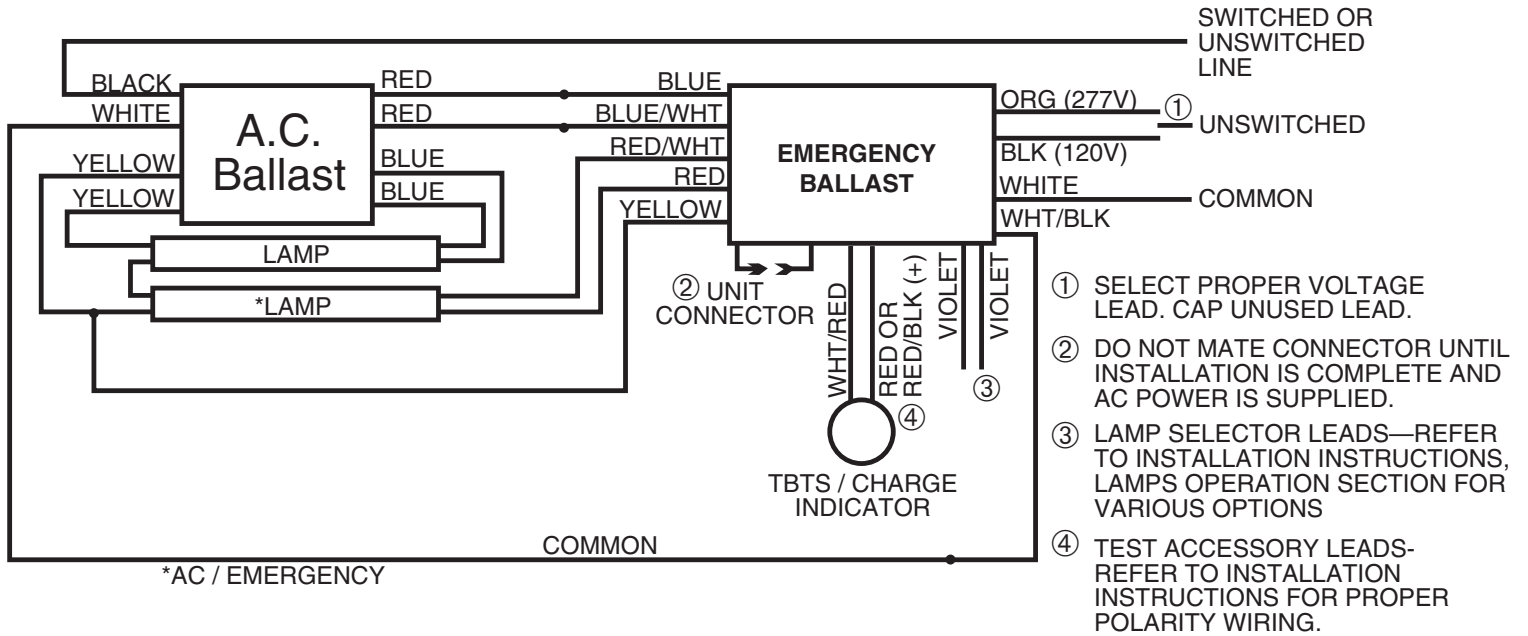 SWITCHED OR
UNSWITCHED
LINE
BLACK
RED
BLUE
WHITE
RED
BLUE/WHT
ORG (277V)
①
UNSWITCHED
A.C.
Ballast
RED/WHT
EMERGENCY
BALLAST
BLK (120V)
YELLOW
BLUE
RED
WHITE
COMMON
YELLOW
BLUE
YELLOW
WHT/BLK
LAMP
*LAMP
② UNIT
CONNECTOR
WHT/RED
RED OR
RED/BLK (+)
VIOLET
VIOLET
③
④
TBTS / CHARGE
INDICATOR
COMMON
*AC / EMERGENCY
① SELECT PROPER VOLTAGE
LEAD. CAP UNUSED LEAD.
② DO NOT MATE CONNECTOR UNTIL
INSTALLATION IS COMPLETE AND
AC POWER IS SUPPLIED.
③ LAMP SELECTOR LEADS—REFER
TO INSTALLATION INSTRUCTIONS,
LAMPS OPERATION SECTION FOR
VARIOUS OPTIONS
④ TEST ACCESSORY LEADS-
REFER TO INSTALLATION
INSTRUCTIONS FOR PROPER
POLARITY WIRING.